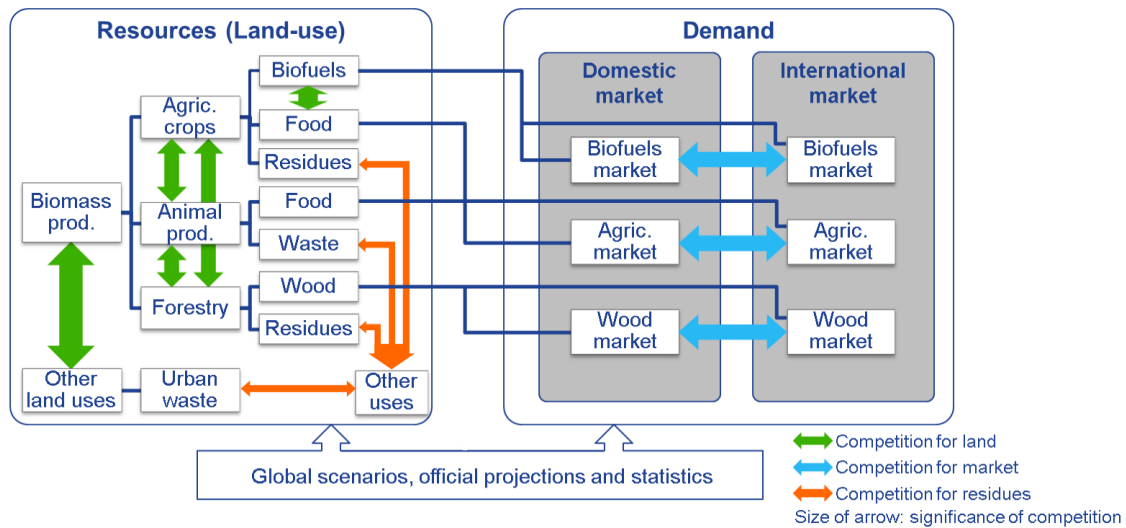 Resources (Land-use)
Biofuels
Agric.
crops
Food
Residues
Biomass
prod.
Animal
prod.
Food
Waste
Forestry
Wood
Residues
Other
land uses
Urban
waste
Other
uses
Demand
Domestic
market
International
market
Biofuels
market
Biofuels
market
Agric.
market
Agric.
market
Wood
market
Wood
market
Global scenarios, official projections and statistics
Competition for land
Competition for market
Competition for residues
Size of arrow: significance of competition